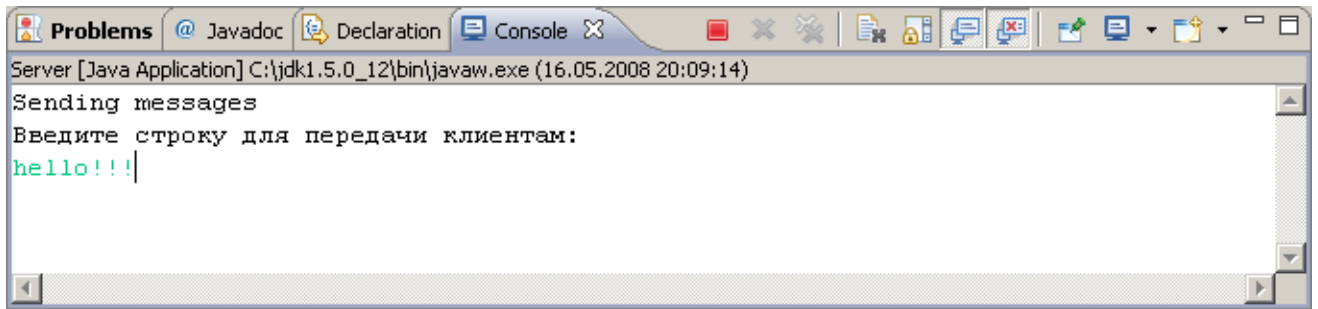 Problems @ Javadoc Declaration Console
Server [Java Application] C:\jdk1.5.0_12\bin\javaw.exe (16.05.2008 20:09:14)
Sending messages
Введите строку для передачи клиентам:
hello!!!